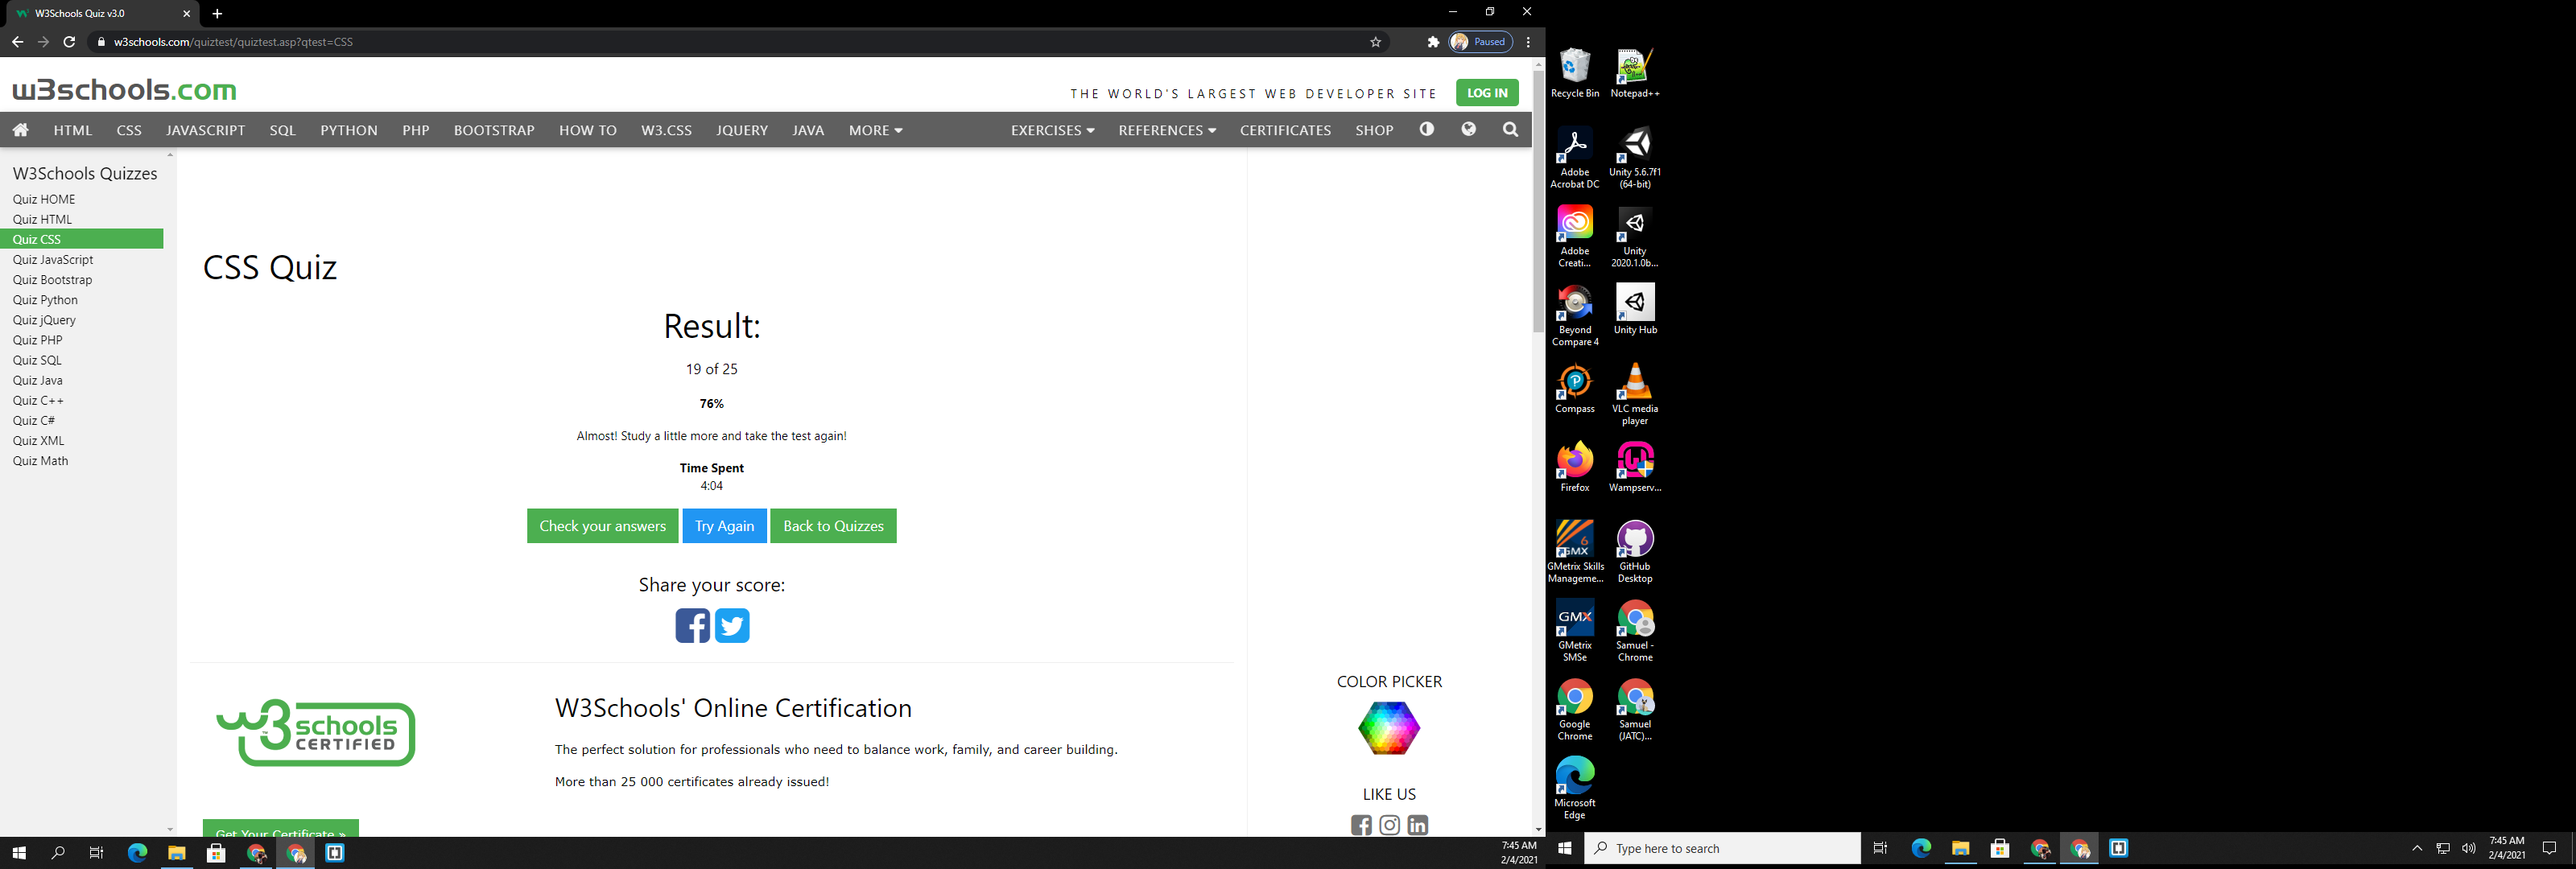 W3Schools Quiz v3.0
w3schools.com/quiztest/quiztest.asp?qtest=CSS
Paused
w3schools.com
THE WORLD'S LARGEST WEB DEVELOPER SITE
LOG IN
HTML CSS JAVASCRIPT SQL PYTHON PHP BOOTSTRAP HOW TO W3.CSS JQUERY JAVA MORE EXERCISES REFERENCES CERTIFICATES SHOP
W3Schools Quizzes
Quiz HOME
Quiz HTML
Quiz CSS
Quiz JavaScript
Quiz Bootstrap
Quiz Python
Quiz jQuery
Quiz PHP
Quiz SQL
Quiz Java
Quiz C++
Quiz C#
Quiz XML
Quiz Math
CSS Quiz
Result:
19 of 25
76%
Almost! Study a little more and take the test again!
Time Spent
4:04
Check your answers
Try Again
Back to Quizzes
Share your score:
w3schools
CERTIFIED
W3Schools' Online Certification
The perfect solution for professionals who need to balance work, family, and career building.
More than 25 000 certificates already issued!
Get Your Certificate »
COLOR PICKER
LIKE US
7:45 AM
2/4/2021
Recycle Bin
Notepad++
Adobe
Acrobat DC
Unity 5.6.7f1
(64-bit)
Adobe
Creati...
Unity
2020.1.0b...
Beyond
Compare 4
Unity Hub
Compass
VLC media
player
Firefox
Wampserv...
6
GMX
GMetrix Skills
Manageme...
GitHub
Desktop
GMX
GMetrix
SMSe
Samuel -
Chrome
Google
Chrome
Samuel
(JATC)...
Microsoft
Edge
Type here to search
7:45 AM
2/4/2021